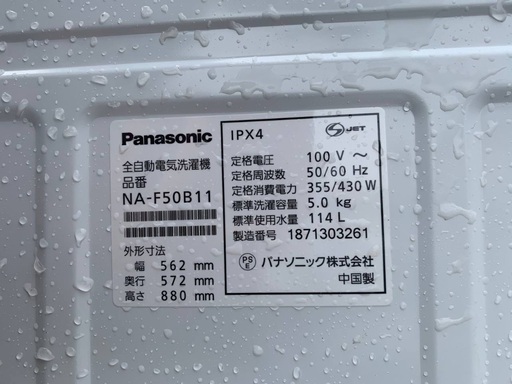 Panasonic
全自動電気洗濯機
品番
NA-F50B11
外形寸法
幅 562 mm
奥行 572 mm
高さ 880 mm
IPX4
S JET
定格電圧 100 V ～
定格周波数 50/60 Hz
定格消費電力 355/430 W
標準洗濯容量 5.0 kg
標準使用水量 114 L
製造番号 1871303261
PS E パナソニック株式会社
中国製